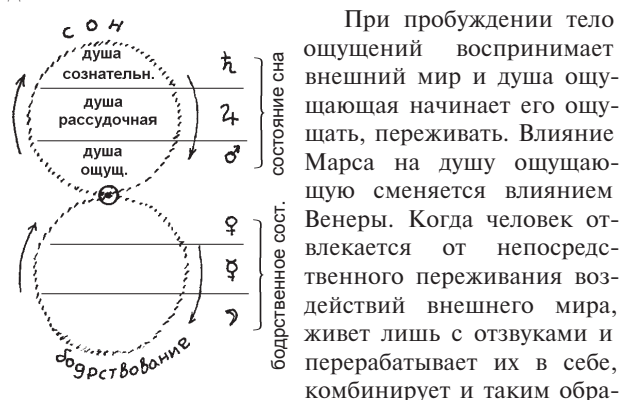 СОН
душа
сознательн.
♄
душа
рассудочная
♃
душа
ощущ.
♂
состояние сна
☉
♀
☿
☽
бодрственное сост.
бодрствование
При пробуждении тело
ощущений воспринимает
внешний мир и душа ощу-
щающая начинает его ощу-
щать, переживать. Влияние
Марса на душу ощущаю-
щую сменяется влиянием
Венеры. Когда человек от-
влекается от непосредс-
твенного переживания воз-
действий внешнего мира,
живет лишь с отзвуками и
перерабатывает их в себе,
комбинирует и таким обра-